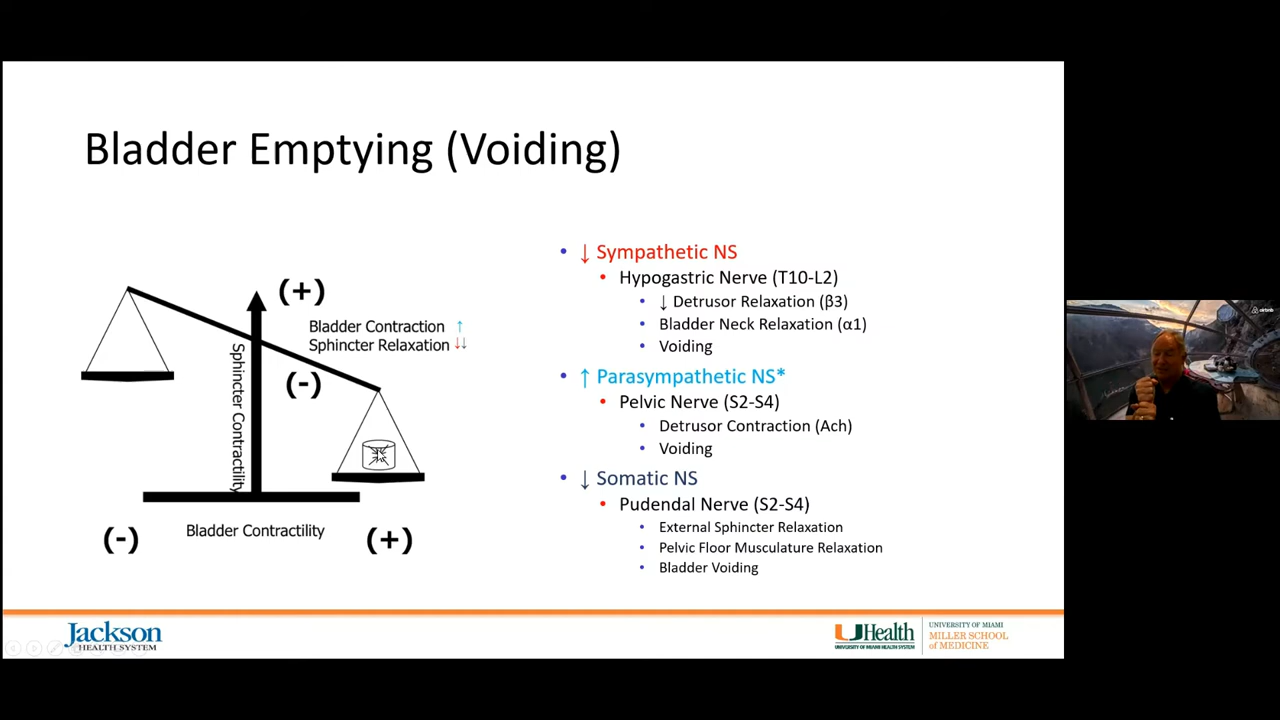 Bladder Emptying (Voiding)
(+)
Bladder Contraction ↑
Sphincter Relaxation ↓↓
(-)
Sphincter Contractility
(-)
Bladder Contractility
(+)
• ↓ Sympathetic NS
• Hypogastric Nerve (T10-L2)
• ↓ Detrusor Relaxation (β3)
• Bladder Neck Relaxation (α1)
• Voiding
• ↑ Parasympathetic NS*
• Pelvic Nerve (S2-S4)
• Detrusor Contraction (Ach)
• Voiding
• ↓ Somatic NS
• Pudendal Nerve (S2-S4)
• External Sphincter Relaxation
• Pelvic Floor Musculature Relaxation
• Bladder Voiding
airbnb
Jackson
HEALTH SYSTEM
UHealth
UNIVERSITY OF MIAMI HEALTH SYSTEM
UNIVERSITY OF MIAMI
MILLER SCHOOL
of MEDICINE